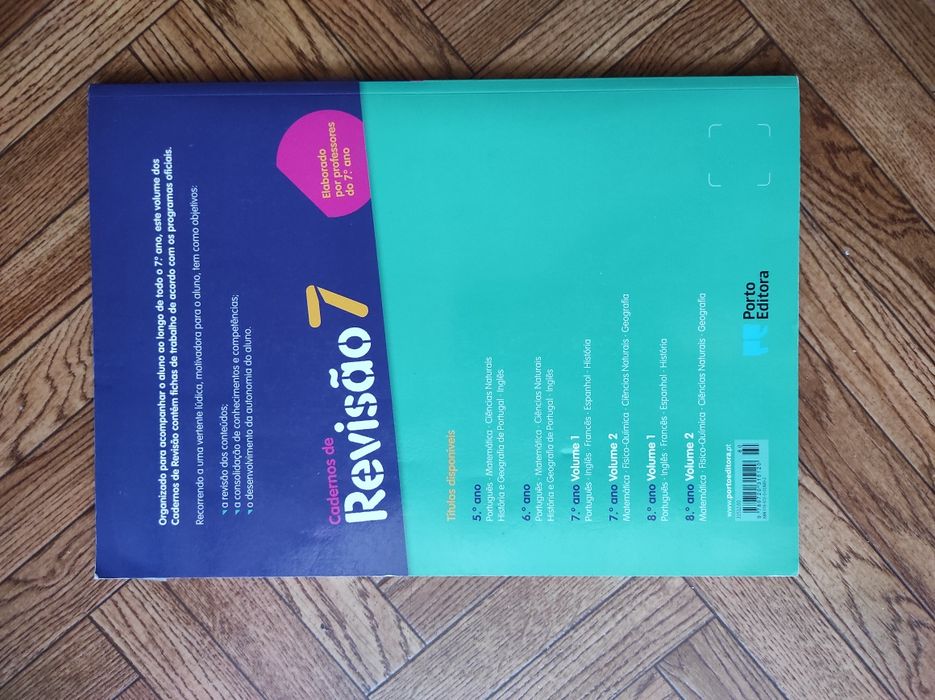 Organizado para acompanhar o aluno ao longo de todo o 7.º ano, este volume dos
Cadernos de Revisão contém fichas de trabalho de acordo com os programas oficiais.
Recorrendo a uma vertente lúdica, motivadora para o aluno, tem como objetivos:
a revisão dos conteúdos;
a consolidação de conhecimentos e competências;
o desenvolvimento da autonomia do aluno.
Elaborado
por professores
do 7.º ano
Cadernos de
Revisão 7
Títulos disponíveis
5.º ano
Português · Matemática · Ciências Naturais
História e Geografia de Portugal · Inglês
6.º ano
Português · Matemática · Ciências Naturais
História e Geografia de Portugal · Inglês
7.º ano Volume 1
Português · Inglês · Francês · Espanhol · História
7.º ano Volume 2
Matemática · Físico-Química · Ciências Naturais · Geografia
8.º ano Volume 1
Português · Inglês · Francês · Espanhol · História
8.º ano Volume 2
Matemática · Físico-Química · Ciências Naturais · Geografia
www.portoeditora.pt
Porto
Editora